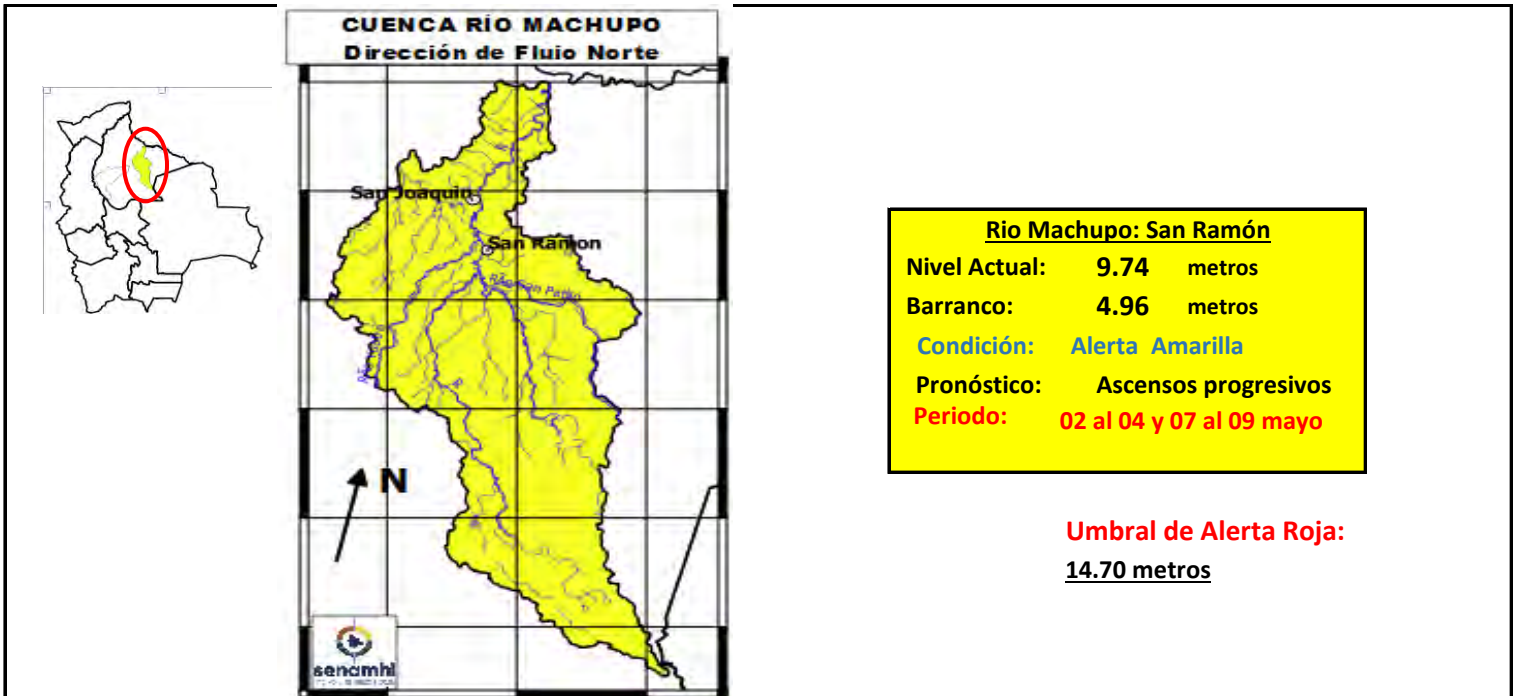 CUENCA RÍO MACHUPO
Dirección de Flujo Norte
San Joaquin
San Ramon
N
senamhi
Rio Machupo: San Ramón
Nivel Actual: 9.74 metros
Barranco: 4.96 metros
Condición: Alerta Amarilla
Pronóstico: Ascensos progresivos
Periodo: 02 al 04 y 07 al 09 mayo
Umbral de Alerta Roja:
14.70 metros